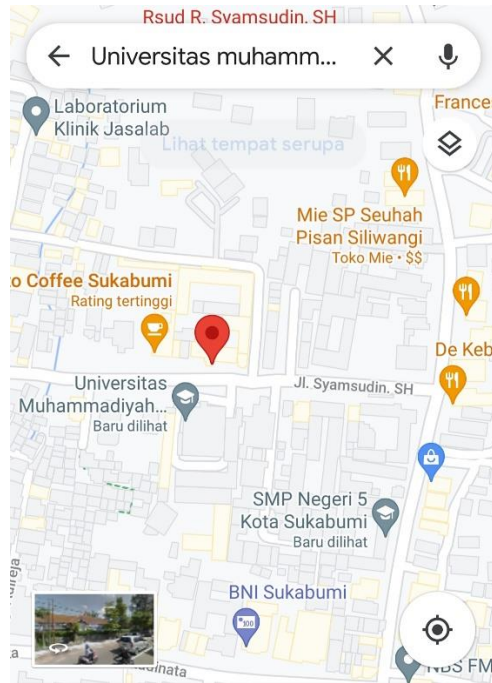 Rsud R. Syamsudin, SH
Universitas muhamm...
Laboratorium
Klinik Jasalab
France
Lihat tempat serupa
Mie SP Seuhah
Pisan Siliwangi
Toko Mie • $$
o Coffee Sukabumi
Rating tertinggi
De Keb
Universitas
Muhammadiyah...
Baru dilihat
Jl. Syamsudin. SH
SMP Negeri 5
Kota Sukabumi
Baru dilihat
BNI Sukabumi
100
NBS FM